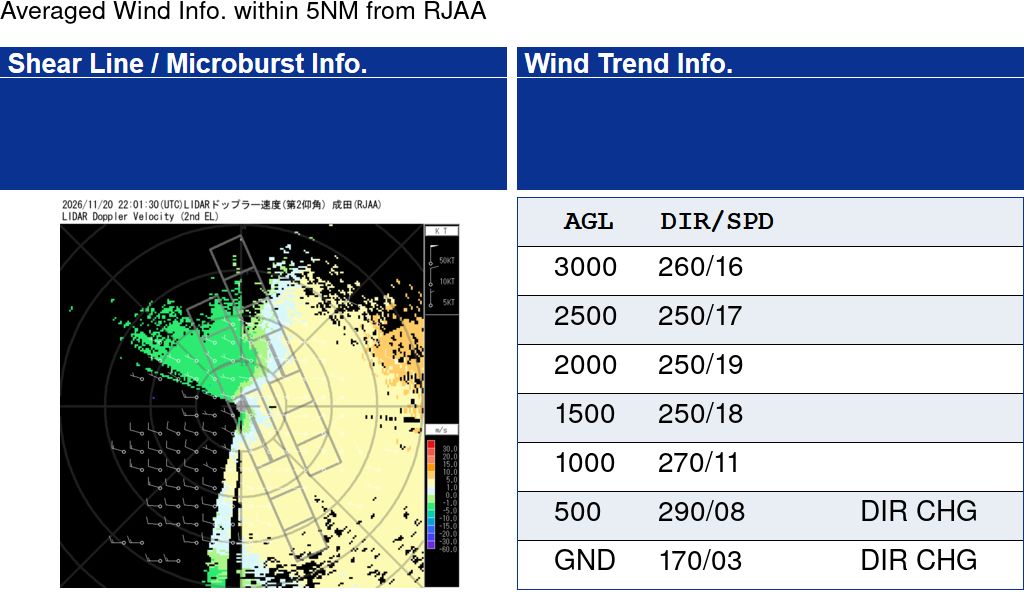 Averaged Wind Info. within 5NM from RJAA
Shear Line / Microburst Info.
Wind Trend Info.
2026/11/20 22:01:30(UTC)LIDARドップラー速度(第2仰角) 成田(RJAA)
LIDAR Doppler Velocity (2nd EL)
K T
50KT
10KT
5KT
m/s
30.0
20.0
15.0
10.0
5.0
1.0
0.0
-1.0
-5.0
-10.0
-15.0
-20.0
-30.0
-60.0
AGL DIR/SPD
3000 260/16
2500 250/17
2000 250/19
1500 250/18
1000 270/11
500 290/08 DIR CHG
GND 170/03 DIR CHG